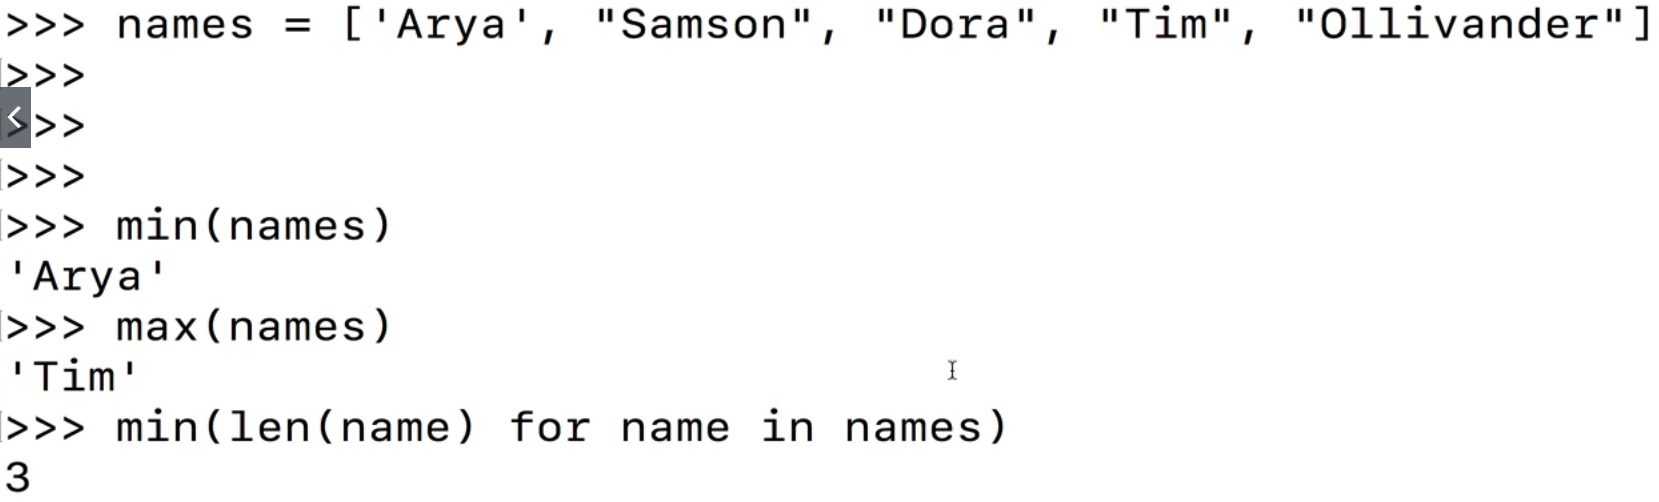 >>> names = ['Arya', "Samson", "Dora", "Tim", "Ollivander"]
>>>
>>>
>>>
>>> min(names)
'Arya'
>>> max(names)
'Tim'
>>> min(len(name) for name in names)
3